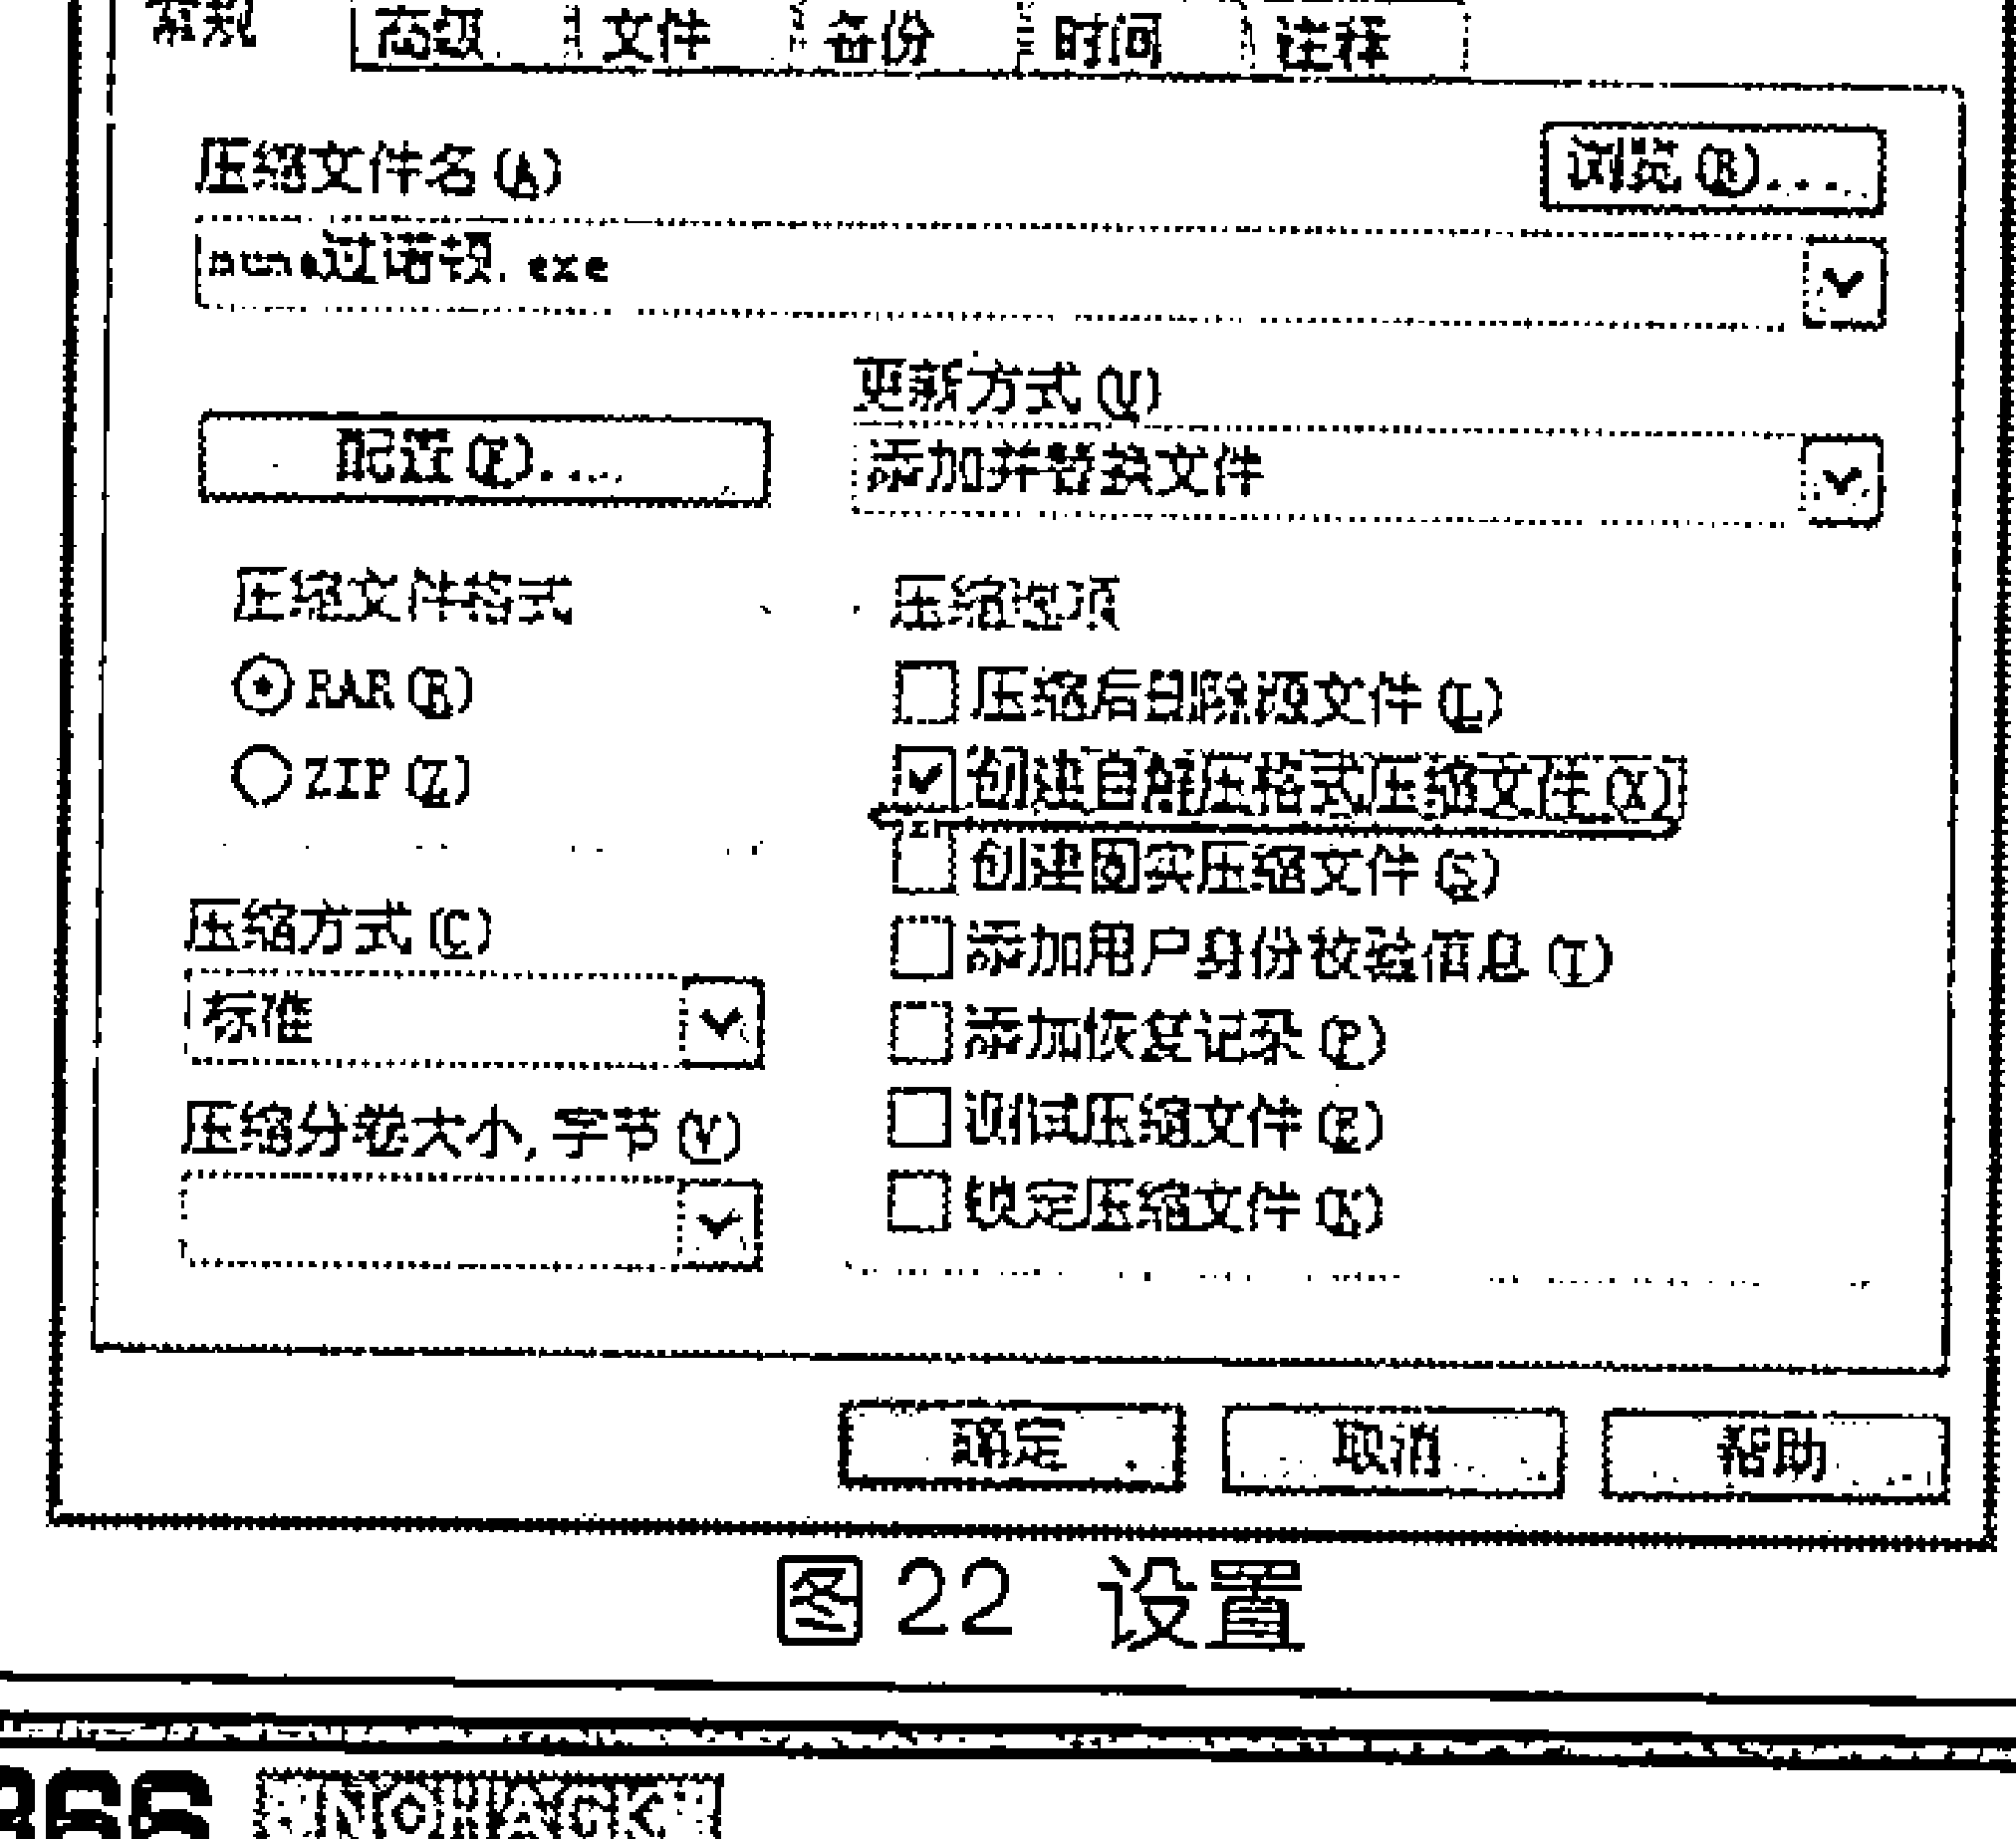 常规 高级 文件 备份 时间 注释
压缩文件名(A)
浏览(B)...
过诺顿.exe
更新方式(U)
配置(F)...
添加并替换文件
压缩文件格式
压缩选项
RAR(R)
压缩后删除源文件(L)
ZIP(Z)
创建自解压格式压缩文件(X)
创建固实压缩文件(S)
压缩方式(C)
添加用户身份校验信息(I)
标准
添加恢复记录(P)
压缩分卷大小,字节(V)
测试压缩文件(E)
锁定压缩文件(K)
确定 取消 帮助
图22 设置
366 NOHACK